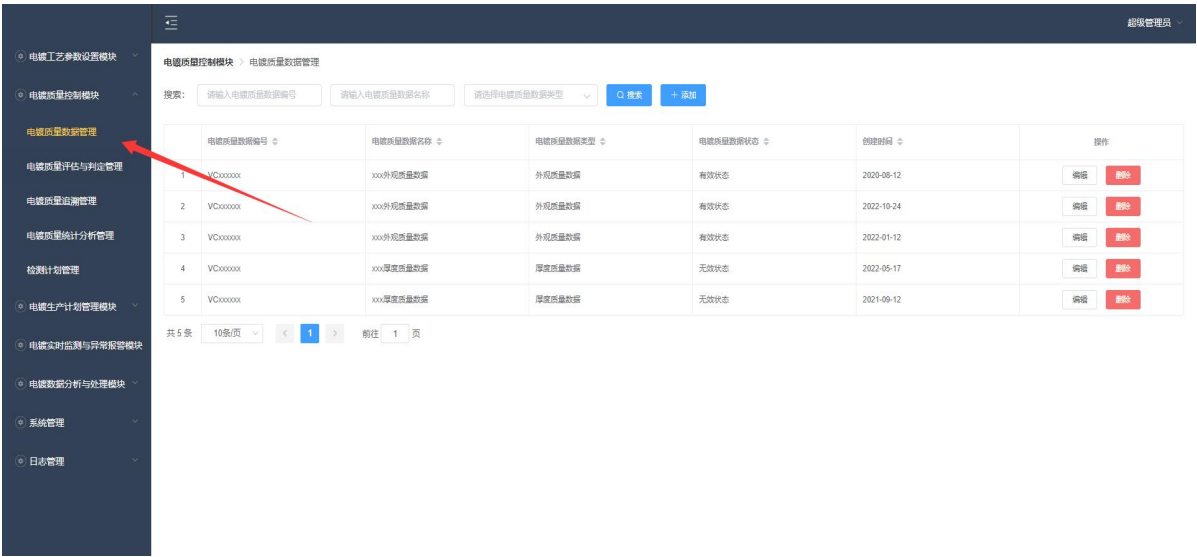 超级管理员
电镀工艺参数设置模块
电镀质量控制模块
电镀质量数据管理
电镀质量评估与判定管理
电镀质量追溯管理
电镀质量统计分析管理
检测计划管理
电镀生产计划管理模块
电镀实时监测与异常报警模块
电镀数据分析与处理模块
系统管理
日志管理
电镀质量控制模块 > 电镀质量数据管理
搜索: 请输入电镀质量数据编号 请输入电镀质量数据名称 请选择电镀质量数据类型 搜索 + 添加
电镀质量数据编号 电镀质量数据名称 电镀质量数据类型 电镀质量数据状态 创建时间 操作
1 VCxxxxxx xxx外观质量数据 外观质量数据 有效状态 2020-08-12 编辑 删除
2 VCxxxxxx xxx外观质量数据 外观质量数据 有效状态 2022-10-24 编辑 删除
3 VCxxxxxx xxx外观质量数据 外观质量数据 有效状态 2022-01-12 编辑 删除
4 VCxxxxxx xxx厚度质量数据 厚度质量数据 无效状态 2022-05-17 编辑 删除
5 VCxxxxxx xxx厚度质量数据 厚度质量数据 无效状态 2021-09-12 编辑 删除
共 5 条 10条/页 < 1 > 前往 1 页